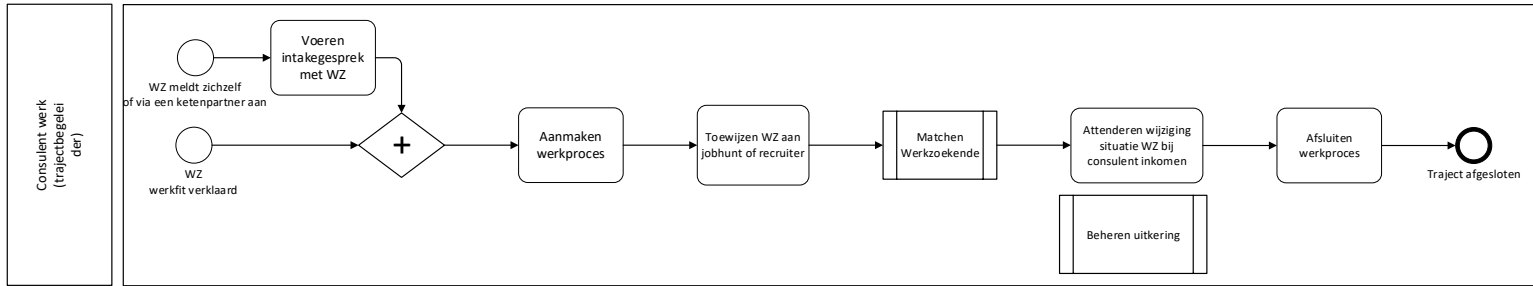 Consulent werk
(trajectbegelei
der)
Voeren
intakegesprek
met WZ
WZ meldt zichzelf
of via een ketenpartner aan
WZ
werkfit verklaard
Aanmaken
werkproces
Toewijzen WZ aan
jobhunt of recruiter
Matchen
Werkzoekende
Attenderen wijziging
situatie WZ bij
consulent inkomen
Beheren uitkering
Afsluiten
werkproces
Traject afgesloten